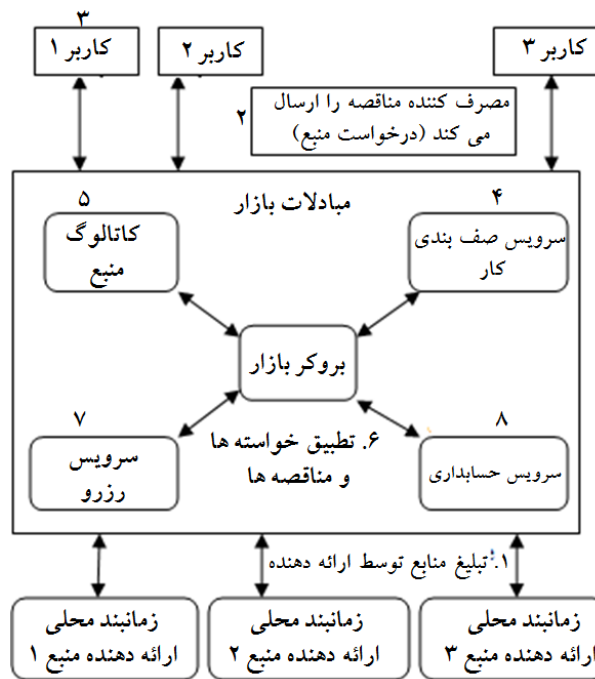 ۳
کاربر ۱
کاربر ۲
کاربر ۳
۲
مصرف کننده مناقصه را ارسال
می کند (درخواست منبع)
مبادلات بازار
۵
کاتالوگ
منبع
۴
سرویس صف بندی
کار
بروکر بازار
۷
سرویس
رزرو
۶. تطبیق خواسته ها
و مناقصه ها
۸
سرویس حسابداری
۱. تبلیغ منابع توسط ارائه دهنده
زمانبند محلی
ارائه دهنده منبع ۱
زمانبند محلی
ارائه دهنده منبع ۲
زمانبند محلی
ارائه دهنده منبع ۳